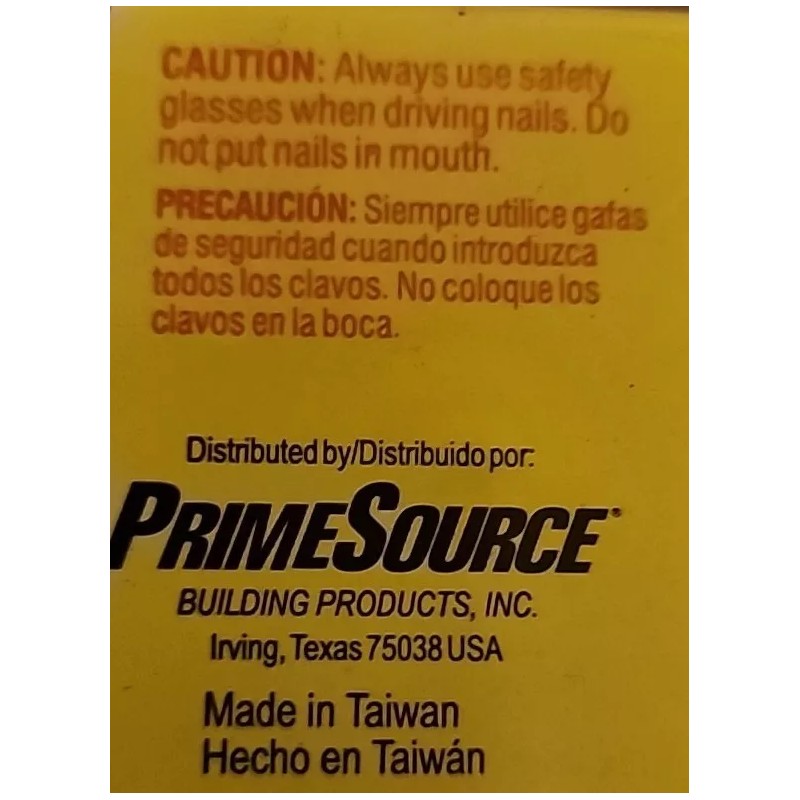 CAUTION: Always use safety
glasses when driving nails. Do
not put nails in mouth.
PRECAUCIÓN: Siempre utilice gafas
de seguridad cuando introduzca
todos los clavos. No coloque los
clavos en la boca.
Distributed by/Distribuido por:
PRIMESOURCE®
BUILDING PRODUCTS, INC.
Irving, Texas 75038 USA
Made in Taiwan
Hecho en Taiwán